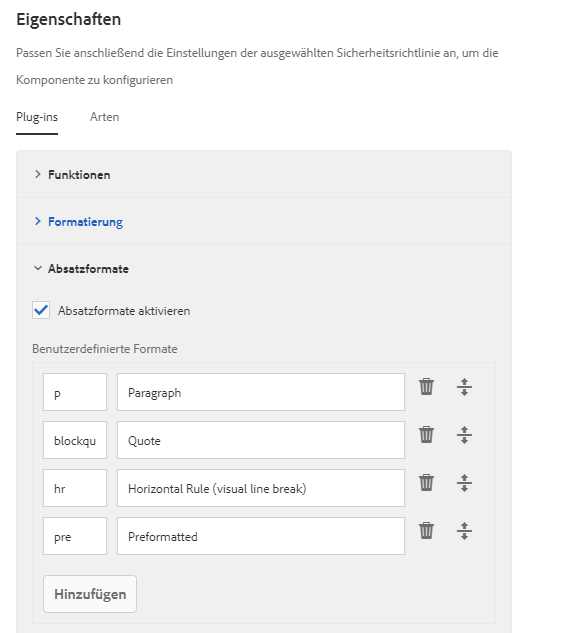 Eigenschaften
Passen Sie anschließend die Einstellungen der ausgewählten Sicherheitsrichtlinie an, um die
Komponente zu konfigurieren
Plug-ins Arten
Funktionen
Formatierung
Absatzformate
Absatzformate aktivieren
Benutzerdefinierte Formate
p Paragraph
blockqu Quote
hr Horizontal Rule (visual line break)
pre Preformatted
Hinzufügen